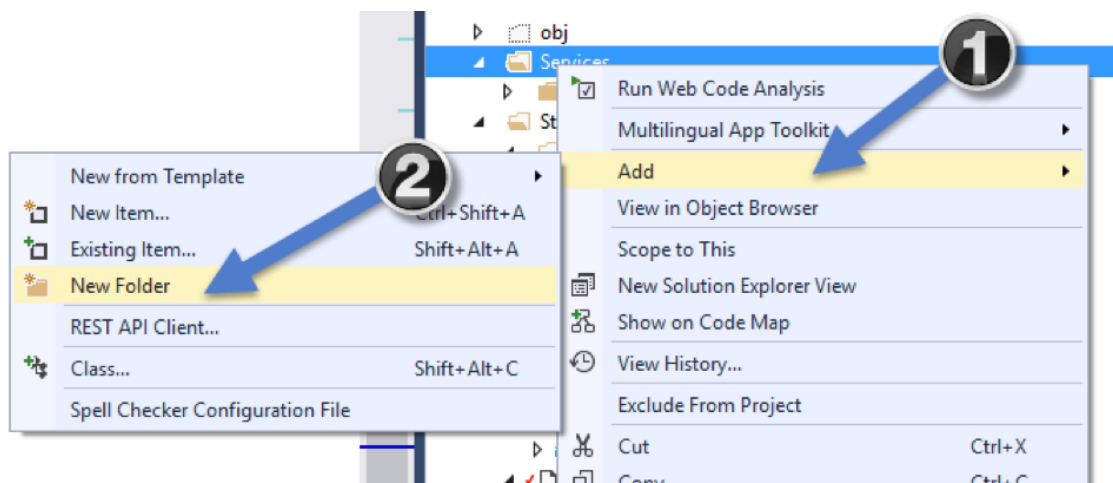 obj
Services
1
Run Web Code Analysis
St
Multilingual App Toolkit
Add
View in Object Browser
Scope to This
New Solution Explorer View
Show on Code Map
View History...
Exclude From Project
Cut Ctrl+X
Copy Ctrl+C
2
New from Template
New Item... Ctrl+Shift+A
Existing Item... Shift+Alt+A
New Folder
REST API Client...
Class... Shift+Alt+C
Spell Checker Configuration File